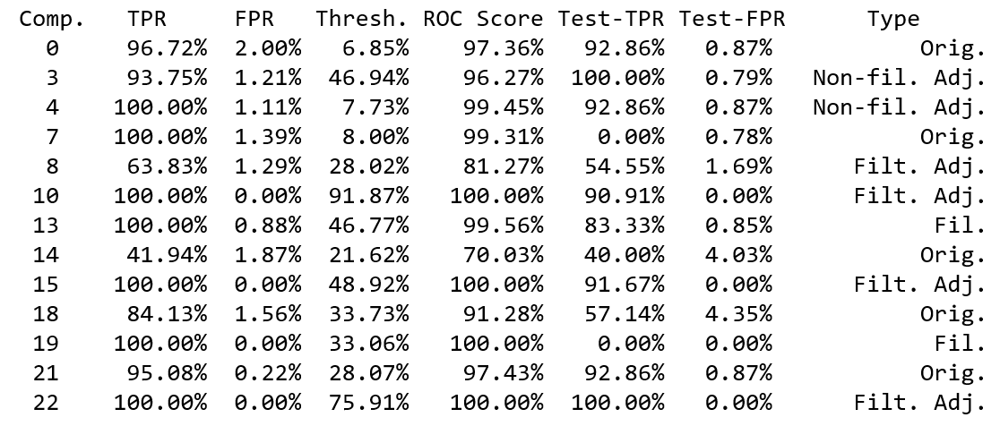 Comp. TPR FPR Thresh. ROC Score Test-TPR Test-FPR Type
0 96.72% 2.00% 6.85% 97.36% 92.86% 0.87% Orig.
3 93.75% 1.21% 46.94% 96.27% 100.00% 0.79% Non-fil. Adj.
4 100.00% 1.11% 7.73% 99.45% 92.86% 0.87% Non-fil. Adj.
7 100.00% 1.39% 8.00% 99.31% 0.00% 0.78% Orig.
8 63.83% 1.29% 28.02% 81.27% 54.55% 1.69% Filt. Adj.
10 100.00% 0.00% 91.87% 100.00% 90.91% 0.00% Filt. Adj.
13 100.00% 0.88% 46.77% 99.56% 83.33% 0.85% Fil.
14 41.94% 1.87% 21.62% 70.03% 40.00% 4.03% Orig.
15 100.00% 0.00% 48.92% 100.00% 91.67% 0.00% Filt. Adj.
18 84.13% 1.56% 33.73% 91.28% 57.14% 4.35% Orig.
19 100.00% 0.00% 33.06% 100.00% 0.00% 0.00% Fil.
21 95.08% 0.22% 28.07% 97.43% 92.86% 0.87% Orig.
22 100.00% 0.00% 75.91% 100.00% 100.00% 0.00% Filt. Adj.